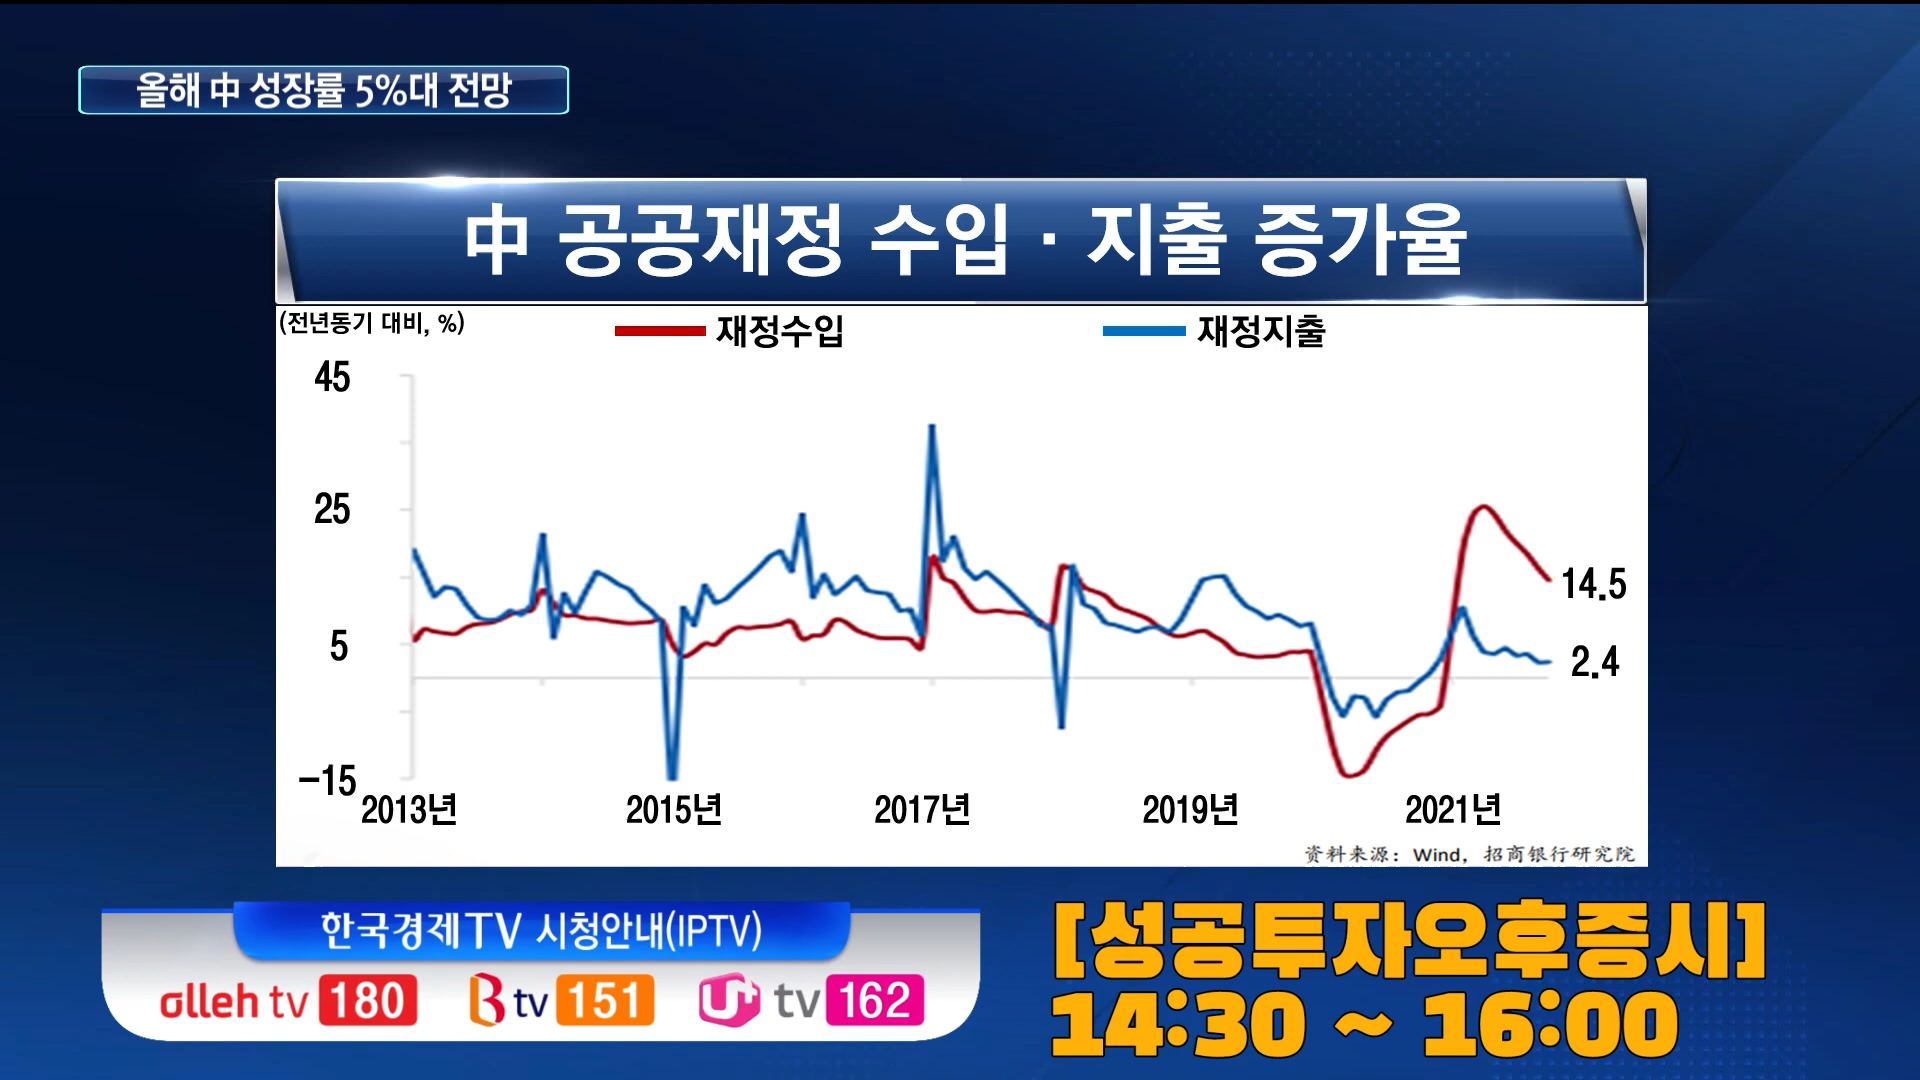 올해 中 성장률 5%대 전망
中 공공재정 수입 · 지출 증가율
(전년동기 대비, %)
재정수입
재정지출
45
25
5
-15
14.5
2.4
2013년
2015년
2017년
2019년
2021년
资料来源: Wind, 招商银行研究院
한국경제TV 시청안내(IPTV)
olleh tv 180
B tv 151
U+ tv 162
[성공투자오후증시]
14:30 ~ 16:00